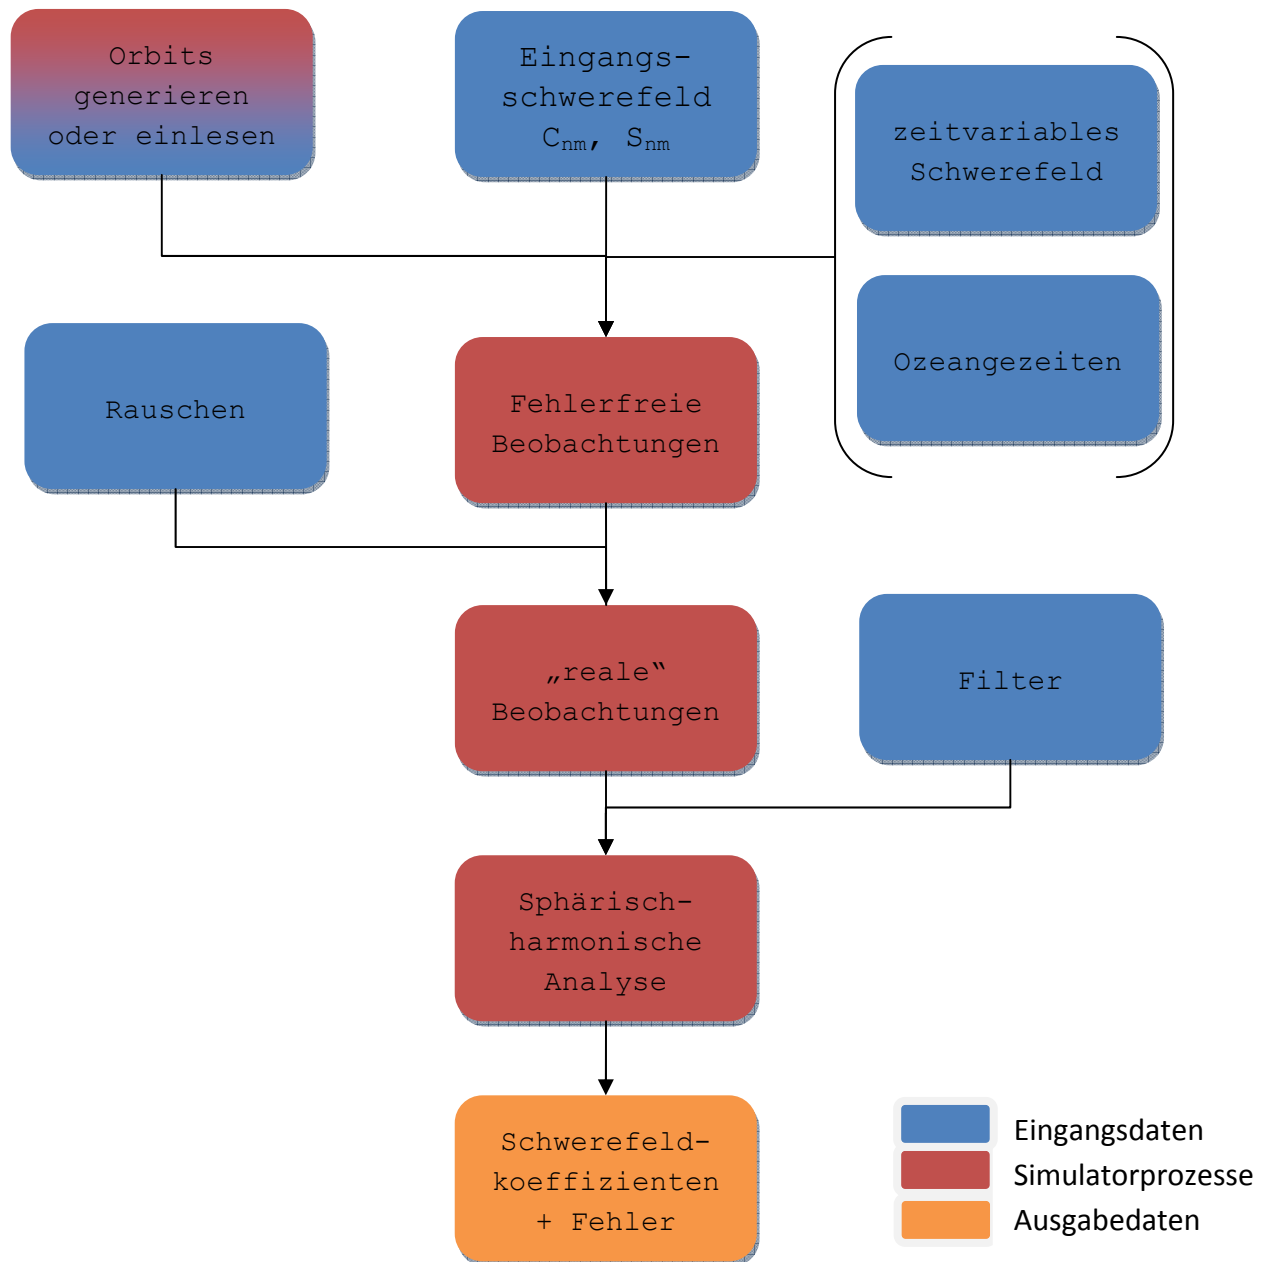 Orbits
generieren
oder einlesen
Eingangs-
schwerefeld
Cnm, Snm
zeitvariables
Schwerefeld
Ozeangezeiten
Rauschen
Fehlerfreie
Beobachtungen
„reale“
Beobachtungen
Filter
Sphärisch-
harmonische
Analyse
Schwerefeld-
koeffizienten
+ Fehler
Eingangsdaten
Simulatorprozesse
Ausgabedaten